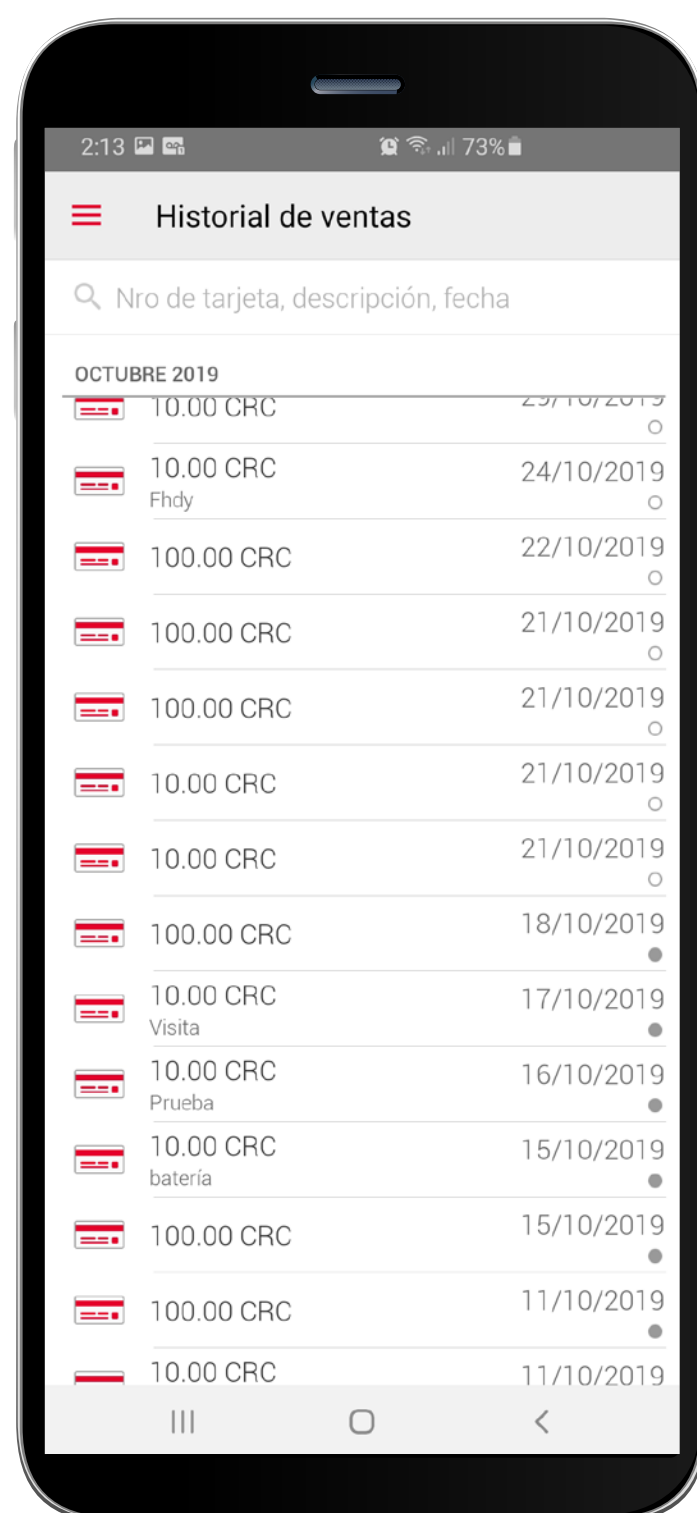 2:13 73%
Historial de ventas
Nro de tarjeta, descripción, fecha
OCTUBRE 2019
10.00 CRC 29/10/2019
10.00 CRC 24/10/2019
Fhdy
100.00 CRC 22/10/2019
100.00 CRC 21/10/2019
100.00 CRC 21/10/2019
10.00 CRC 21/10/2019
10.00 CRC 21/10/2019
100.00 CRC 18/10/2019
10.00 CRC 17/10/2019
Visita
10.00 CRC 16/10/2019
Prueba
10.00 CRC 15/10/2019
batería
100.00 CRC 15/10/2019
100.00 CRC 11/10/2019
10.00 CRC 11/10/2019